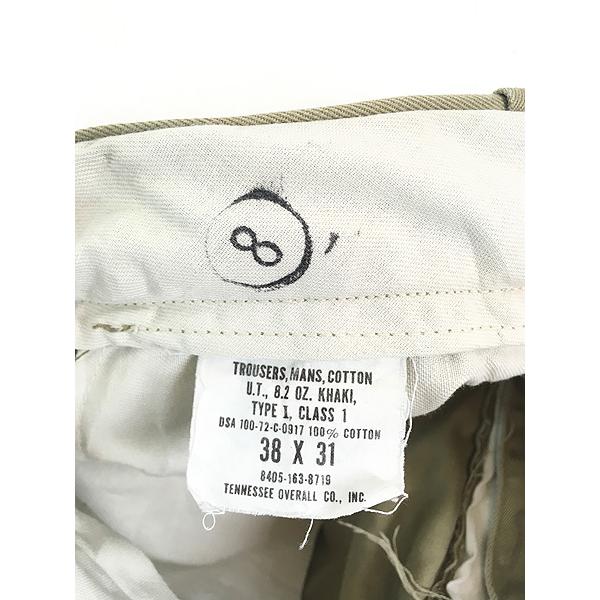 8
TROUSERS, MANS, COTTON
U.T., 8.2 OZ. KHAKI,
TYPE I, CLASS 1
DSA 100-72-C-0917 100% COTTON
38 X 31
8405-163-8719
TENNESSEE OVERALL CO., INC.